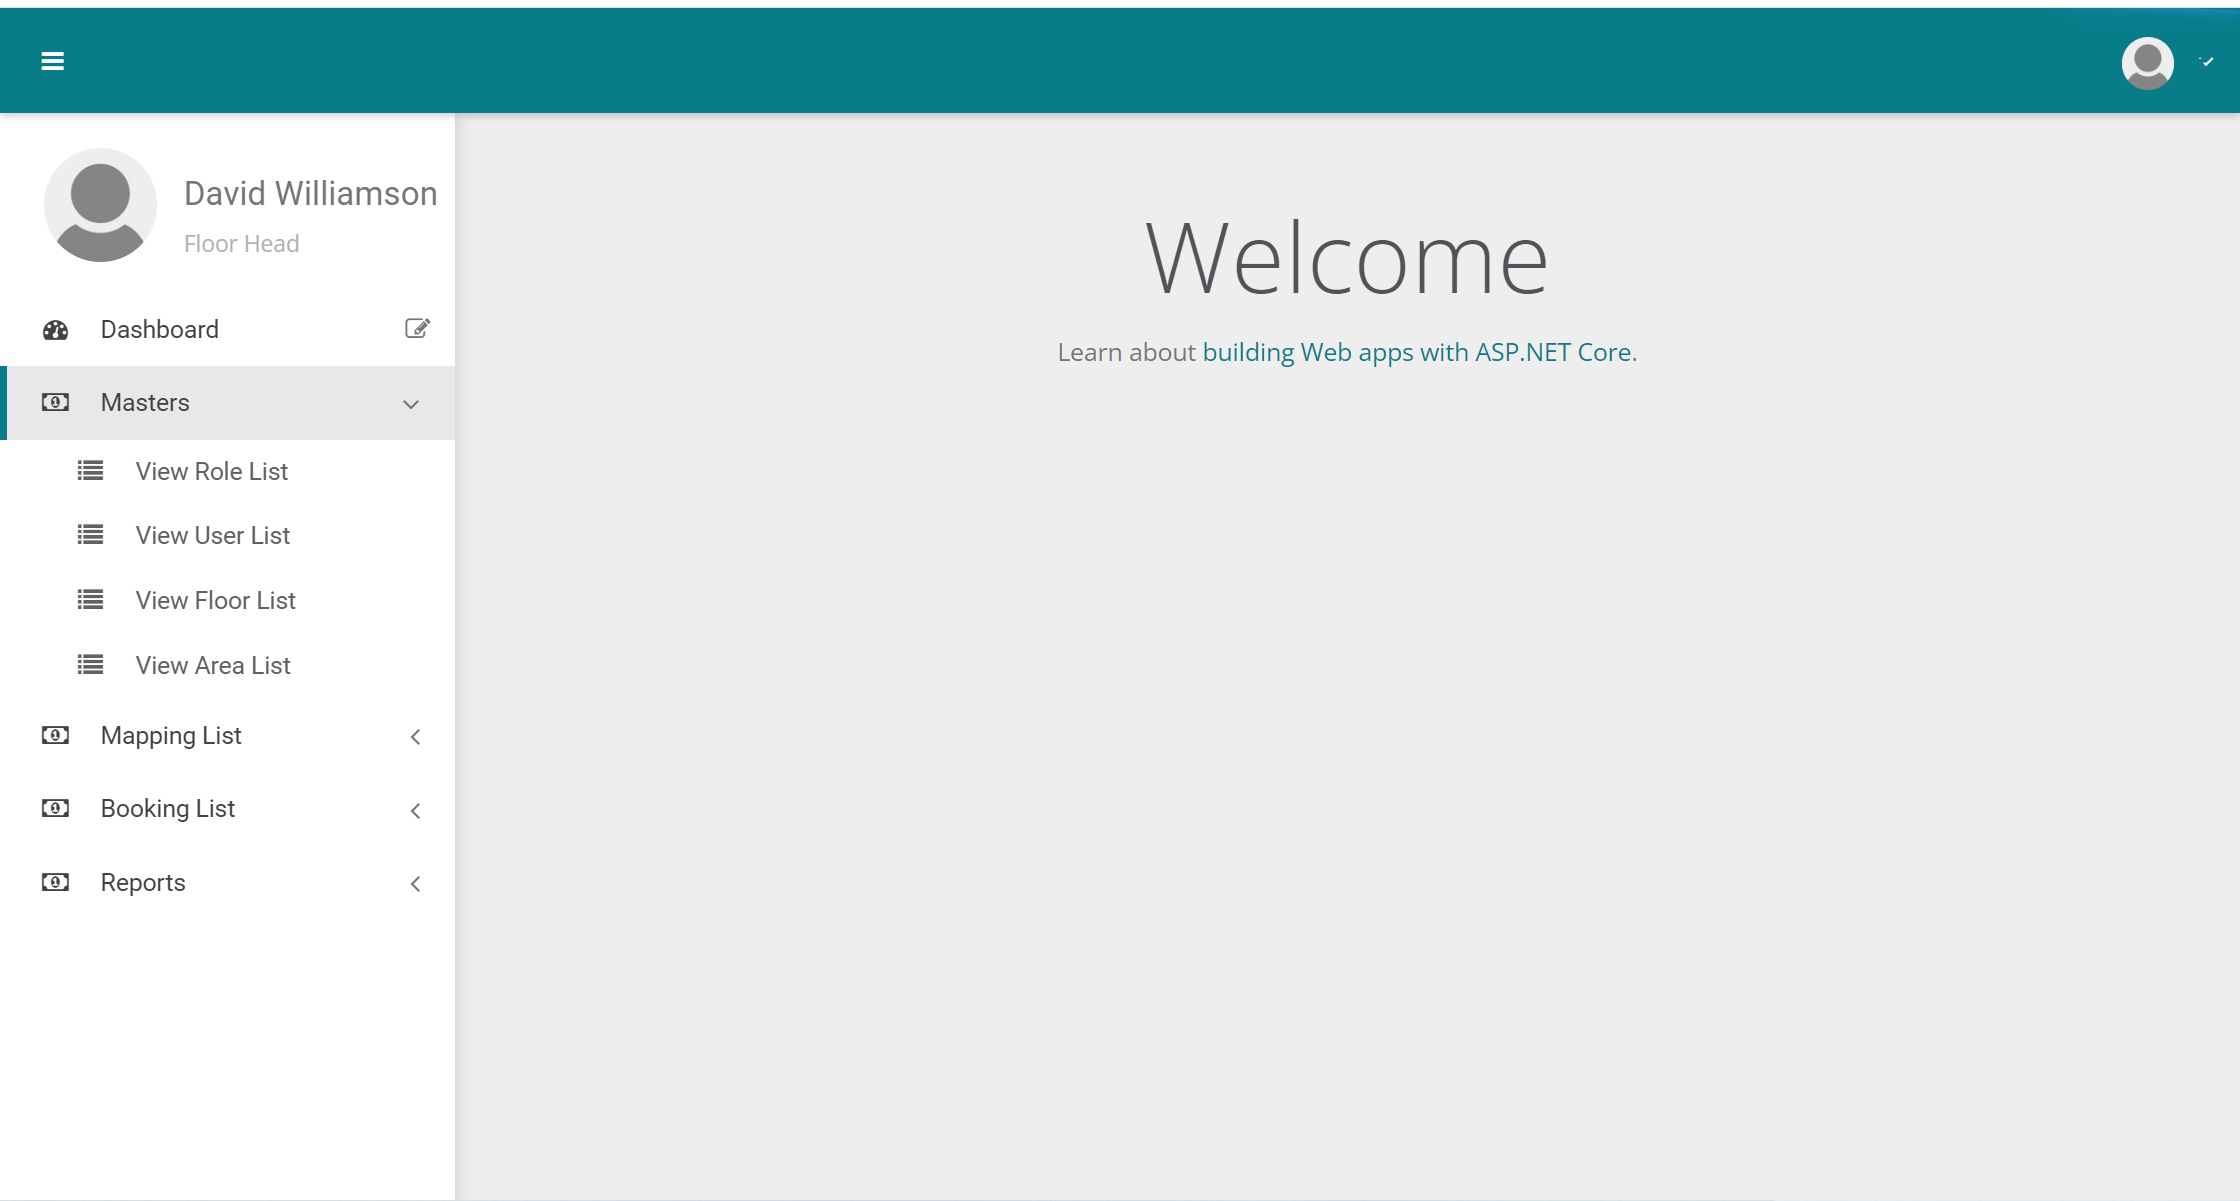 David Williamson
Floor Head
Dashboard
Masters
View Role List
View User List
View Floor List
View Area List
Mapping List
Booking List
Reports
Welcome
Learn about building Web apps with ASP.NET Core.